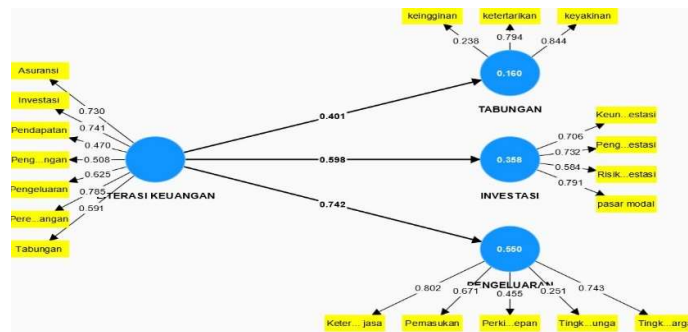 keingginan
ketertarikan
keyakinan
0.238
0.794
0.844
0.160
TABUNGAN
Asuransi
Investasi
Pendapatan
Peng...ngan
Pengeluaran
Pere...angan
Tabungan
0.730
0.741
0.470
0.508
0.625
0.785
0.591
LITERASI KEUANGAN
0.401
0.598
0.742
0.358
INVESTASI
0.706
0.732
0.584
0.791
Keun...estasi
Peng...estasi
Risik...estasi
pasar modal
0.550
PENGELUARAN
0.802
0.671
0.455
0.251
0.743
Keter... jasa
Pemasukan
Perki...epan
Tingk...unga
Tingk...arga